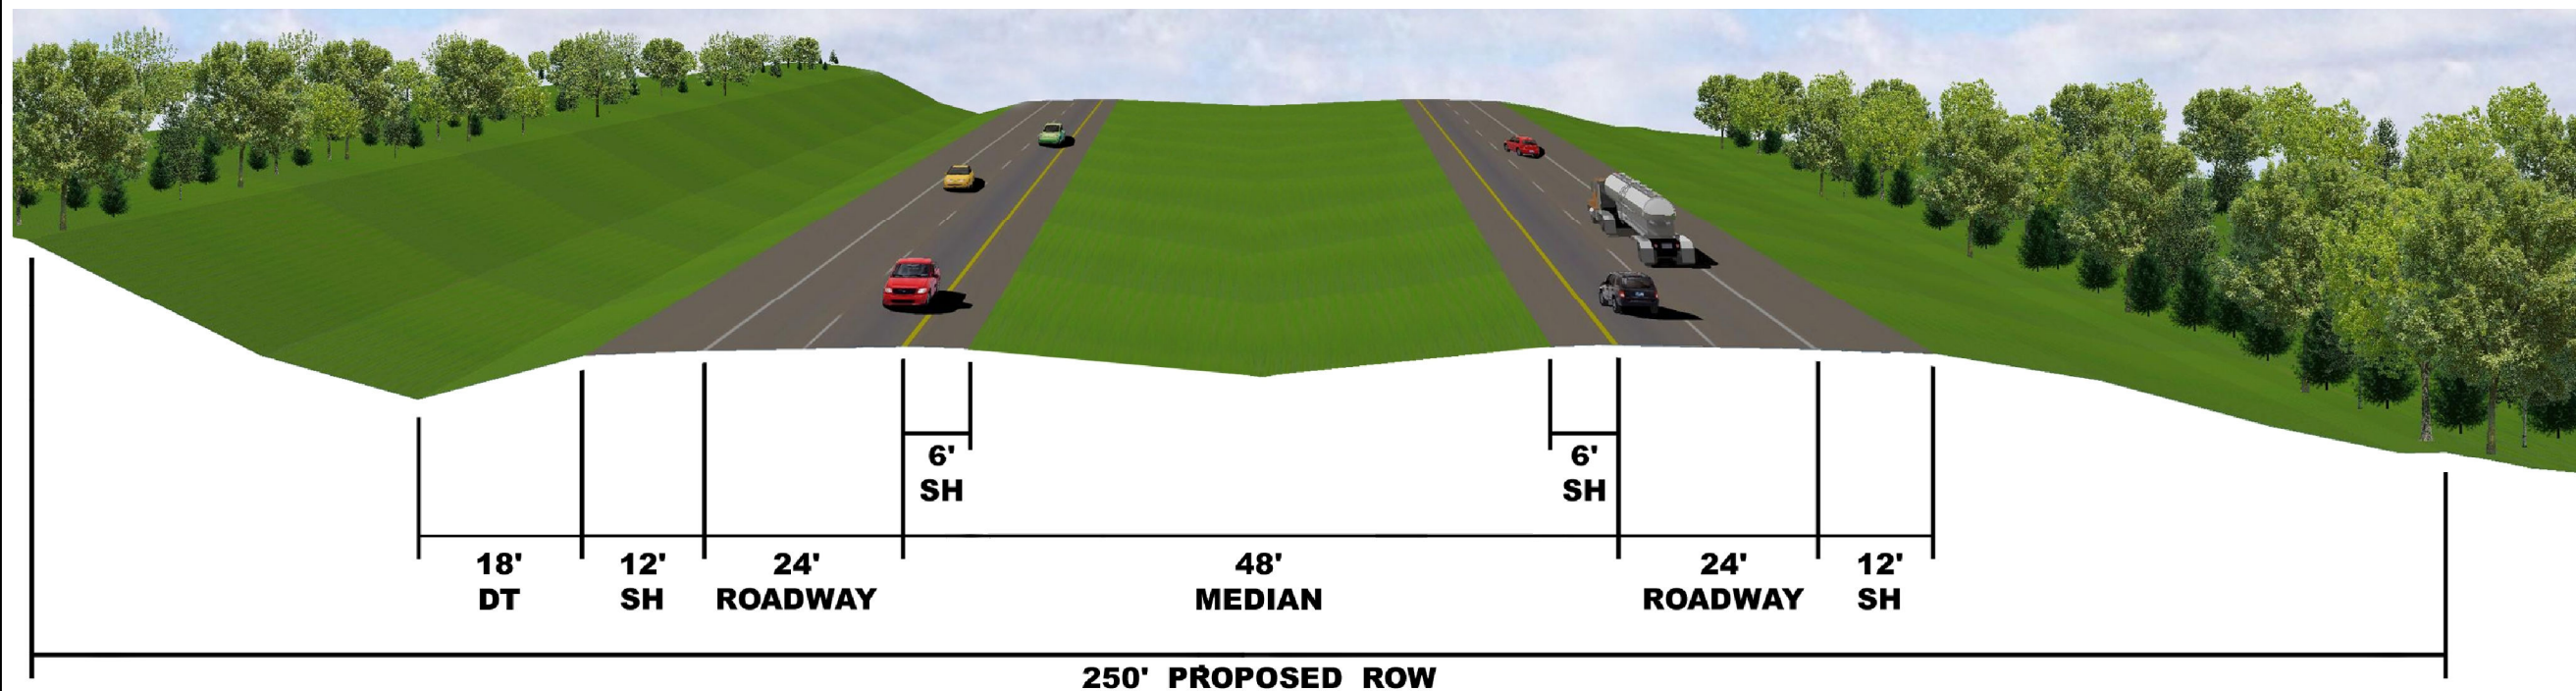 6'
SH
6'
SH
18'
DT
12'
SH
24'
ROADWAY
48'
MEDIAN
24'
ROADWAY
12'
SH
250' PROPOSED ROW